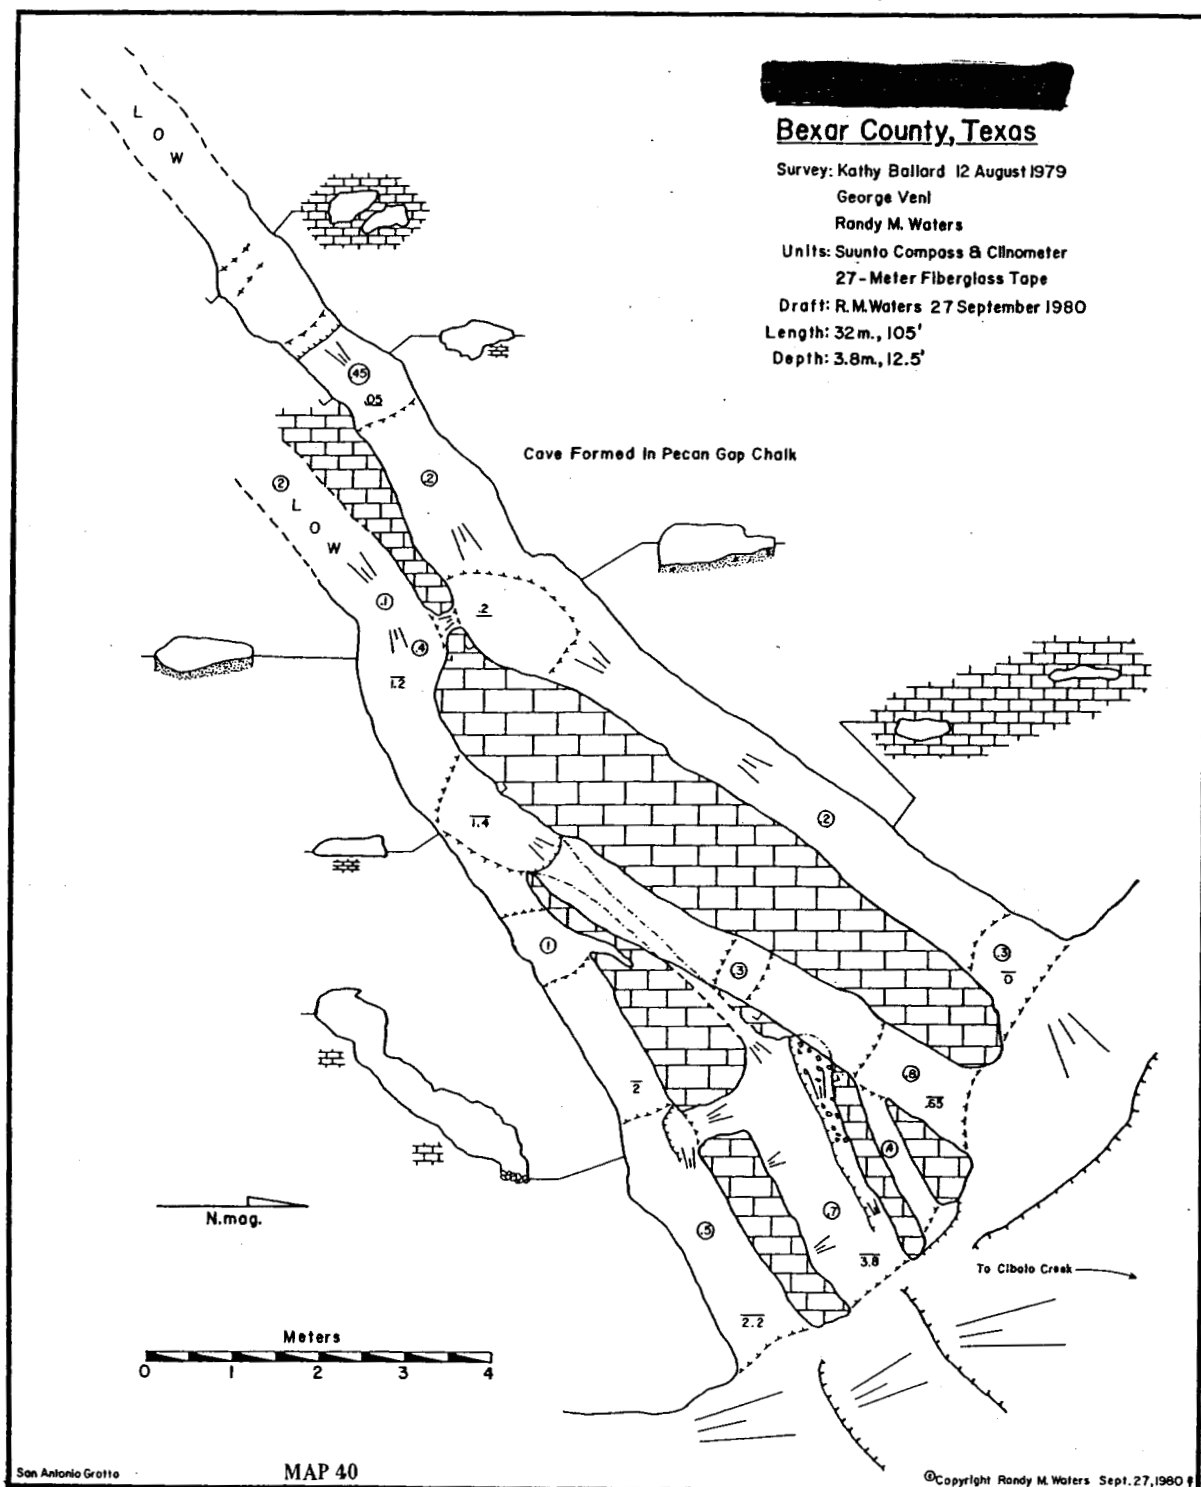 Bexar County, Texas
Survey: Kathy Ballard 12 August 1979
George Veni
Randy M. Waters
Units: Suunto Compass & Clinometer
27-Meter Fiberglass Tape
Draft: R.M.Waters 27 September 1980
Length: 32m., 105'
Depth: 3.8m., 12.5'
LOW
.45
.05
Cave Formed In Pecan Gap Chalk
.2
.2
LOW
.1
.2
.4
1.2
.2
1.4
.1
.3
.3
0
.8
.65
2
.4
.7
.5
3.8
2.2
N.mag.
To Cibolo Creek
Meters
0 1 2 3 4
San Antonio Grotto
MAP 40
©Copyright Randy M. Waters Sept. 27, 1980